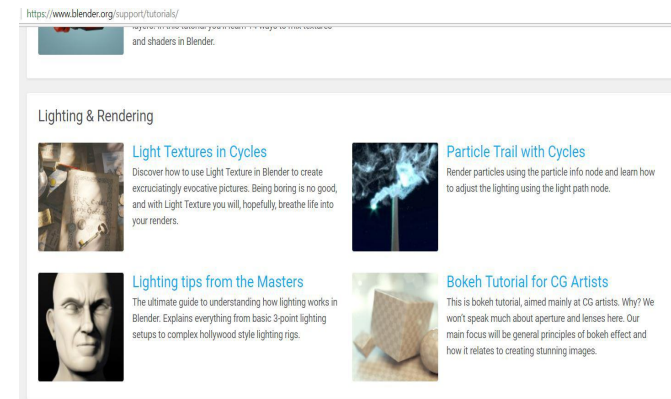 https://www.blender.org/support/tutorials/
and shaders in Blender.
Lighting & Rendering
Light Textures in Cycles
Discover how to use Light Texture in Blender to create
excruciatingly evocative pictures. Being boring is no good,
and with Light Texture you will, hopefully, breathe life into
your renders.
Particle Trail with Cycles
Render particles using the particle info node and learn how
to adjust the lighting using the light path node.
Lighting tips from the Masters
The ultimate guide to understanding how lighting works in
Blender. Explains everything from basic 3-point lighting
setups to complex hollywood style lighting rigs.
Bokeh Tutorial for CG Artists
This is bokeh tutorial, aimed mainly at CG artists. Why? We
won't speak much about aperture and lenses here. Our
main focus will be general principles of bokeh effect and
how it relates to creating stunning images.